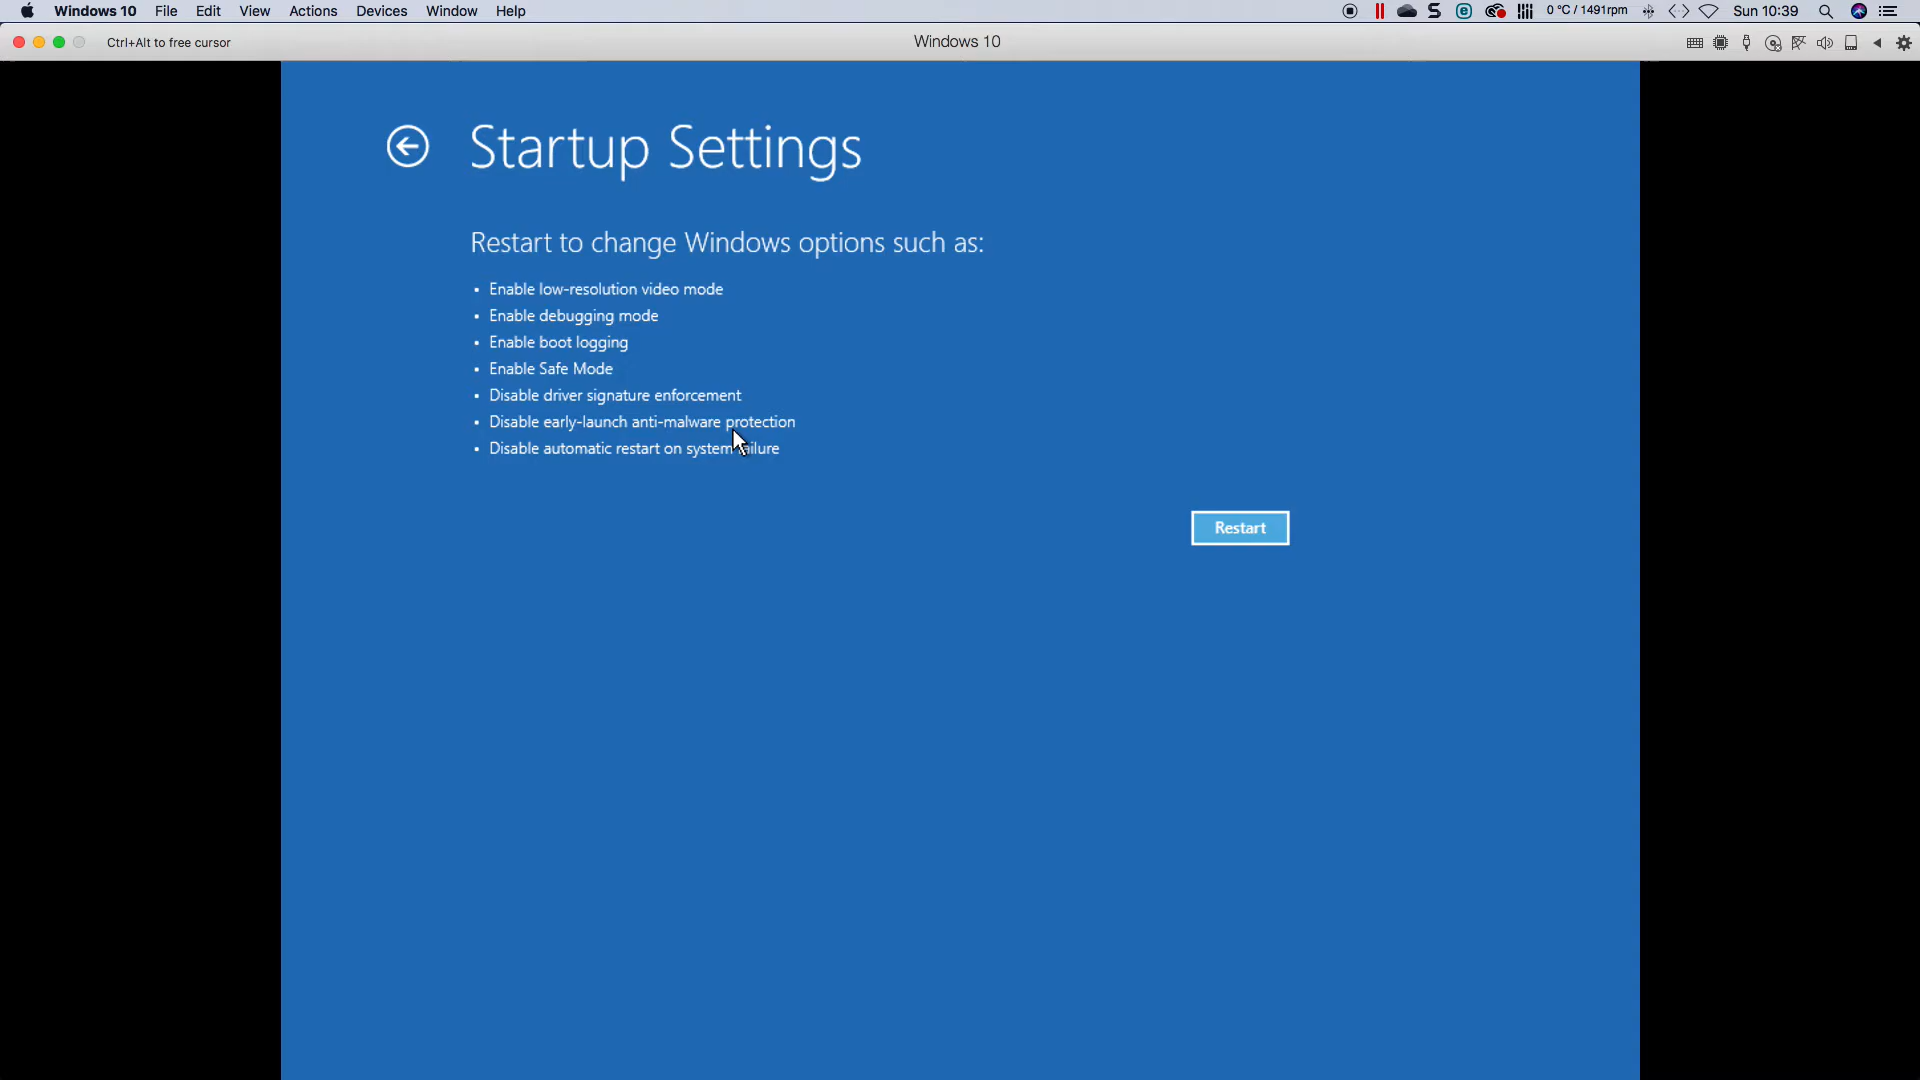 Windows 10 File Edit View Actions Devices Window Help 0 °C / 1491rpm Sun 10:39
Ctrl+Alt to free cursor Windows 10
Startup Settings
Restart to change Windows options such as:
• Enable low-resolution video mode
• Enable debugging mode
• Enable boot logging
• Enable Safe Mode
• Disable driver signature enforcement
• Disable early-launch anti-malware protection
• Disable automatic restart on system failure
Restart